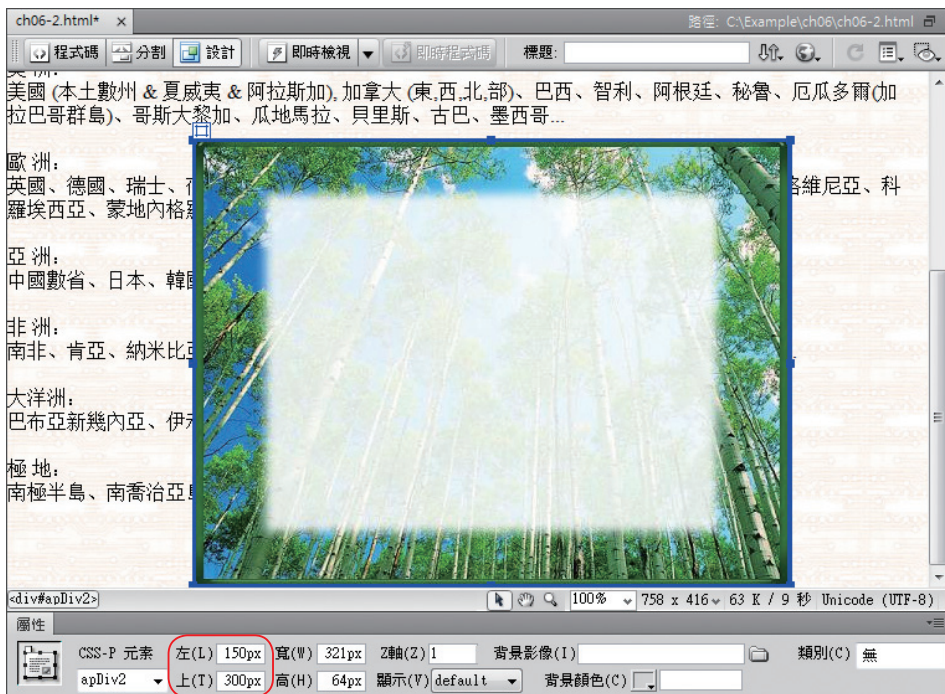 ch06-2.html* × 路徑: C:\Example\ch06\ch06-2.html
程式碼 分割 設計 即時檢視 即時程式碼 標題:
美國 (本土數州 & 夏威夷 & 阿拉斯加), 加拿大 (東,西,北,部)、巴西、智利、阿根廷、秘魯、厄瓜多爾(加
拉巴哥群島)、哥斯大黎加、瓜地馬拉、貝里斯、古巴、墨西哥...
歐 洲:
英國、德國、瑞士、 維尼亞、科
羅埃西亞、蒙地內格
亞 洲:
中國數省、日本、韓
非 洲:
南非、肯亞、納米比
大洋洲:
巴布亞新幾內亞、伊
極 地:
南極半島、南喬治亞
<div#apDiv2> 100% 758 x 416 63 K / 9 秒 Unicode (UTF-8)
屬性
CSS-P 元素 左(L) 150px 寬(W) 321px Z軸(Z) 1 背景影像(I) 類別(C) 無
apDiv2 上(T) 300px 高(H) 64px 顯示(V) default 背景顏色(C)